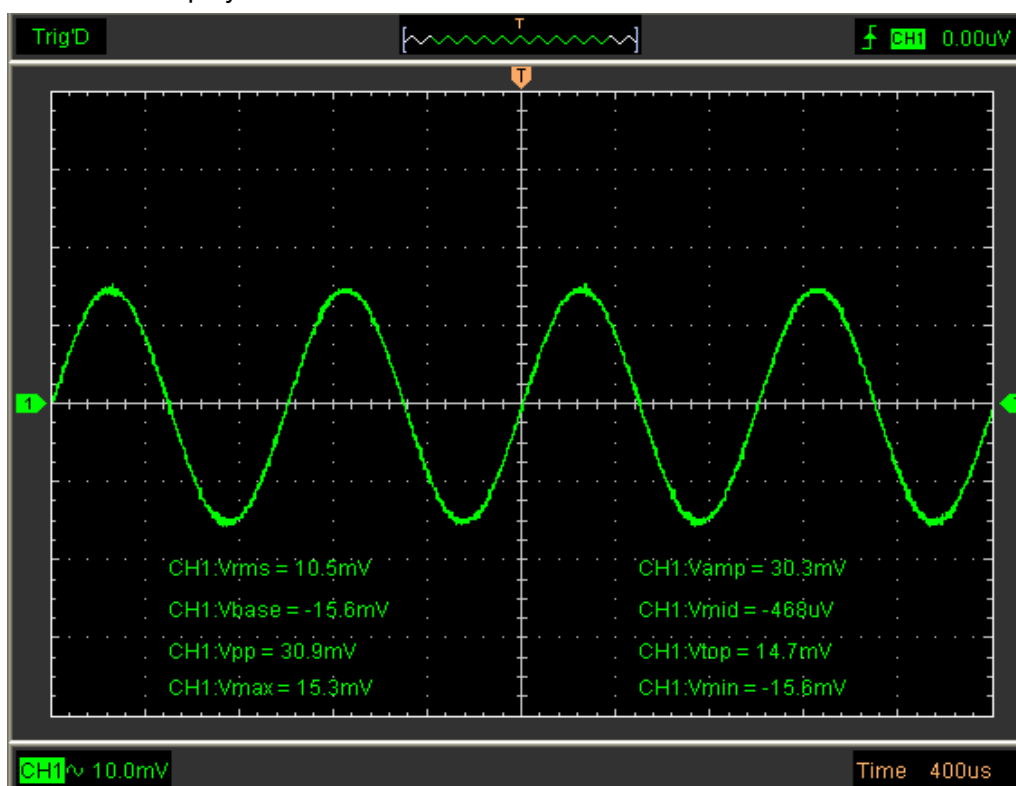 Trig'D
T
CH1 0.00uV
T
1
CH1:Vrms = 10.5mV
CH1:Vamp = 30.3mV
CH1:Vbase = -15.6mV
CH1:Vmid = -468uV
CH1:Vpp = 30.9mV
CH1:Vtop = 14.7mV
CH1:Vmax = 15.3mV
CH1:Vmin = -15.6mV
CH1 10.0mV
Time 400us